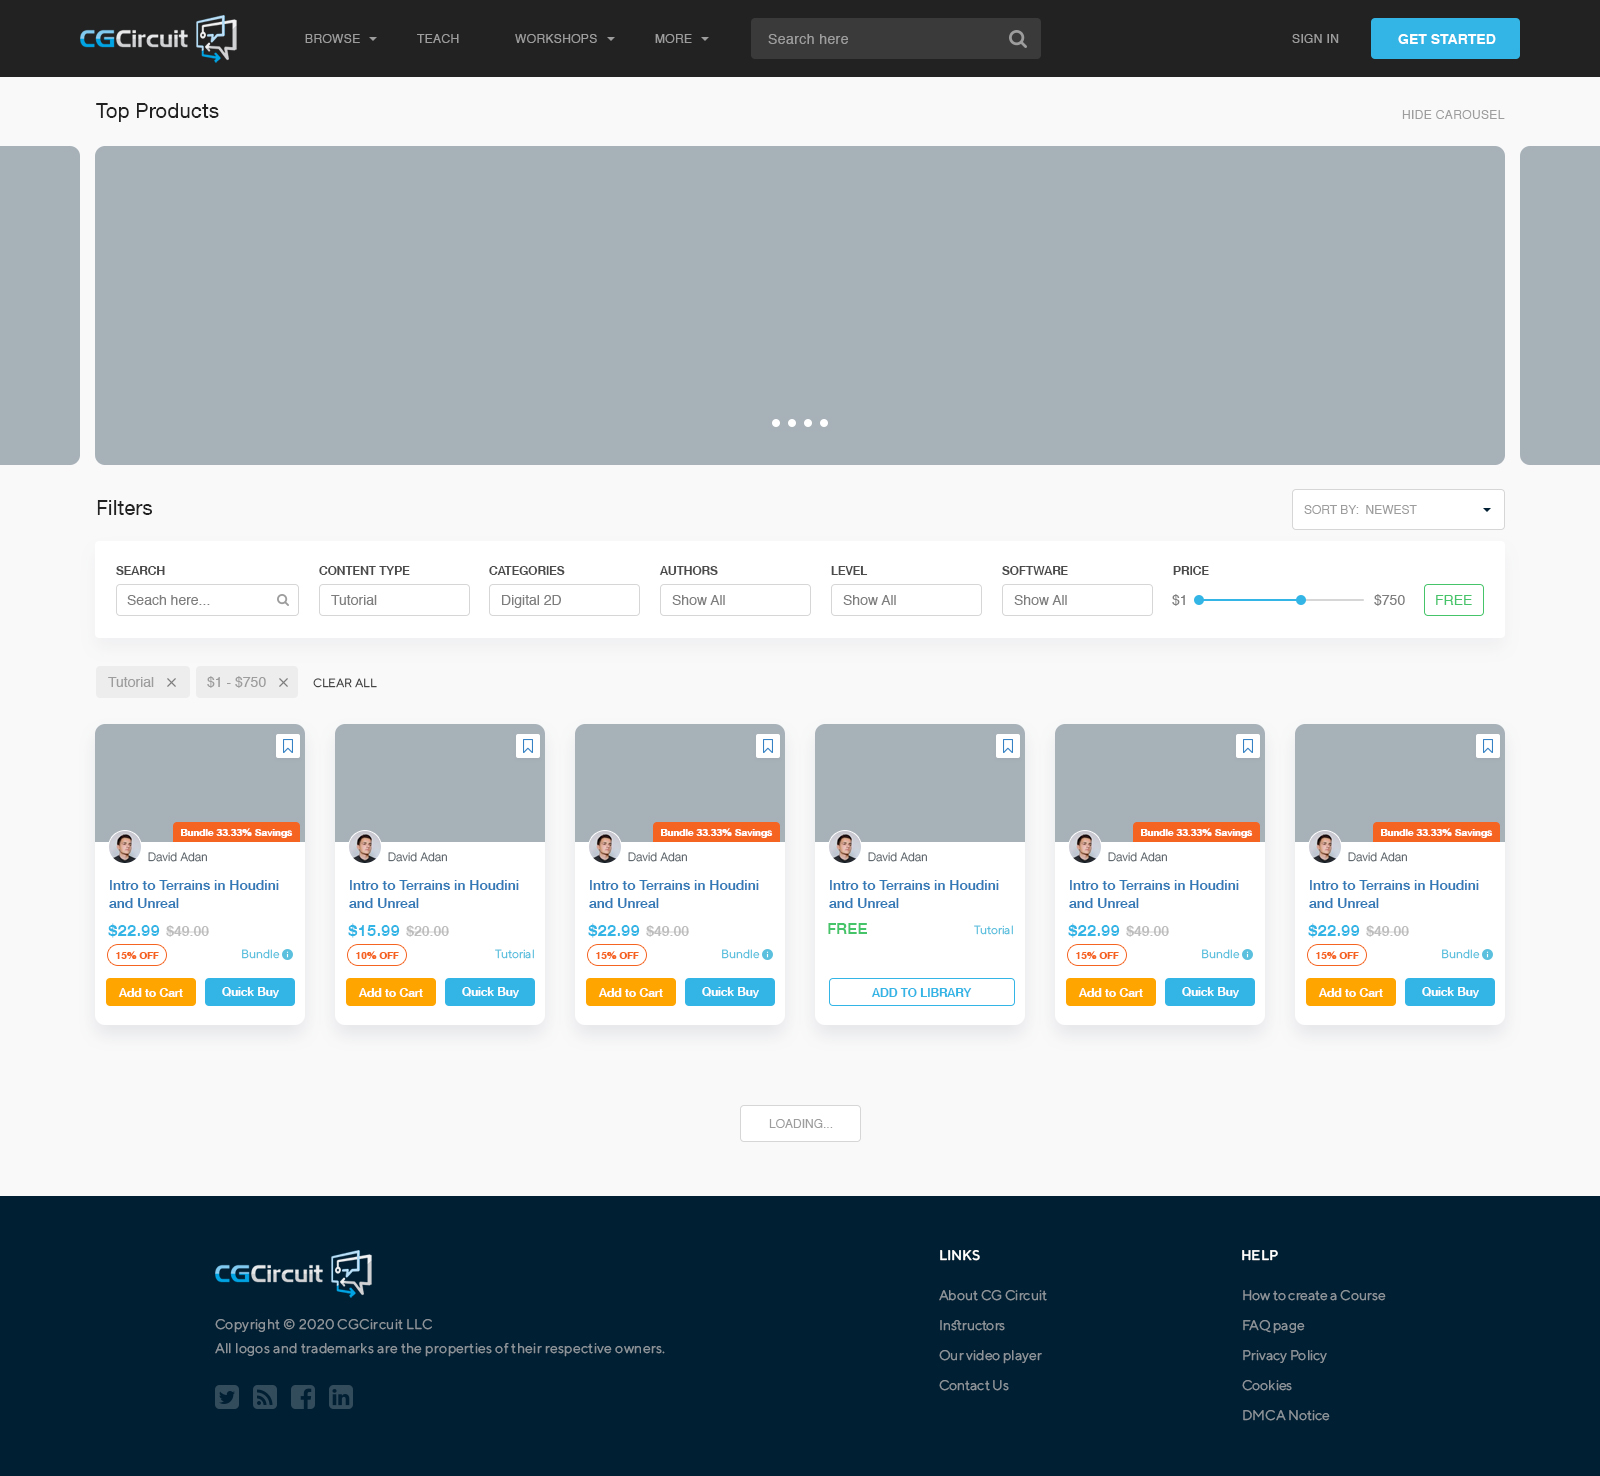 CGCircuit
BROWSE TEACH WORKSHOPS MORE Search here SIGN IN GET STARTED
Top Products
HIDE CAROUSEL
Filters
SORT BY: NEWEST
SEARCH CONTENT TYPE CATEGORIES AUTHORS LEVEL SOFTWARE PRICE
Seach here... Tutorial Digital 2D Show All Show All Show All $1 $750 FREE
Tutorial $1 - $750 CLEAR ALL
Bundle 33.33% Savings
David Adan
Intro to Terrains in Houdini
and Unreal
$22.99 $49.00
15% OFF Bundle
Add to Cart Quick Buy
David Adan
Intro to Terrains in Houdini
and Unreal
$15.99 $20.00
10% OFF Tutorial
Add to Cart Quick Buy
Bundle 33.33% Savings
David Adan
Intro to Terrains in Houdini
and Unreal
$22.99 $49.00
15% OFF Bundle
Add to Cart Quick Buy
David Adan
Intro to Terrains in Houdini
and Unreal
FREE Tutorial
ADD TO LIBRARY
Bundle 33.33% Savings
David Adan
Intro to Terrains in Houdini
and Unreal
$22.99 $49.00
15% OFF Bundle
Add to Cart Quick Buy
Bundle 33.33% Savings
David Adan
Intro to Terrains in Houdini
and Unreal
$22.99 $49.00
15% OFF Bundle
Add to Cart Quick Buy
LOADING...
CGCircuit
Copyright © 2020 CGCircuit LLC
All logos and trademarks are the properties of their respective owners.
LINKS
About CG Circuit
Instructors
Our video player
Contact Us
HELP
How to create a Course
FAQ page
Privacy Policy
Cookies
DMCA Notice